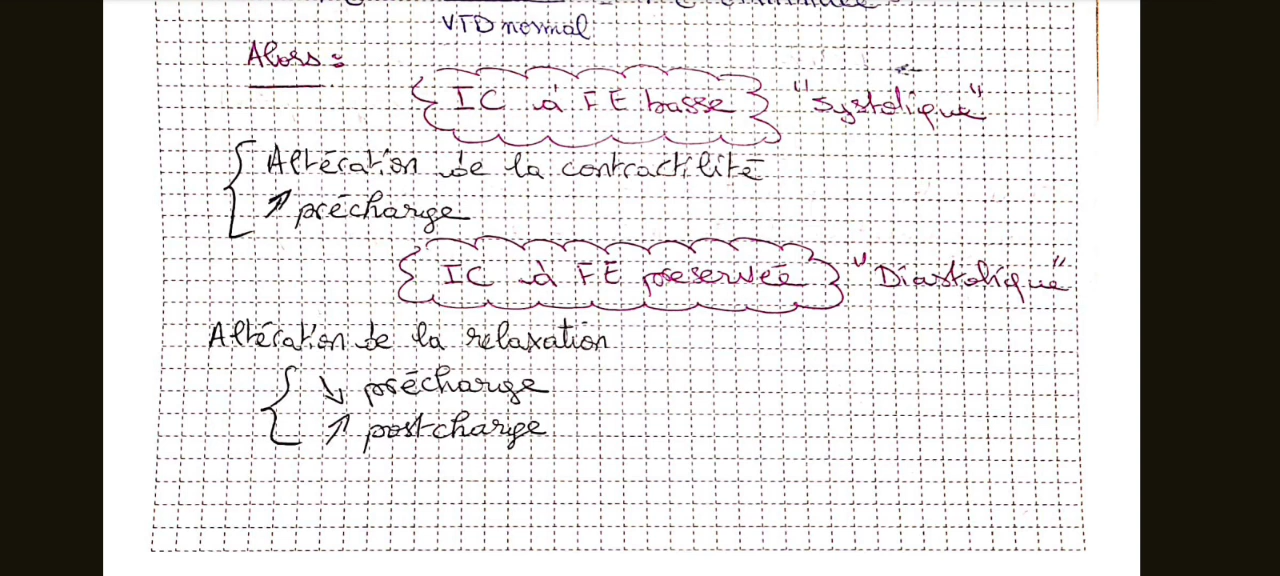 VTD normal
Alors :
IC à FE basse "Systolique"
Altération de la contractilité
↗ précharge
IC à FE preservée "Diastolique"
Altération de la relaxation
↘ précharge
↗ postcharge